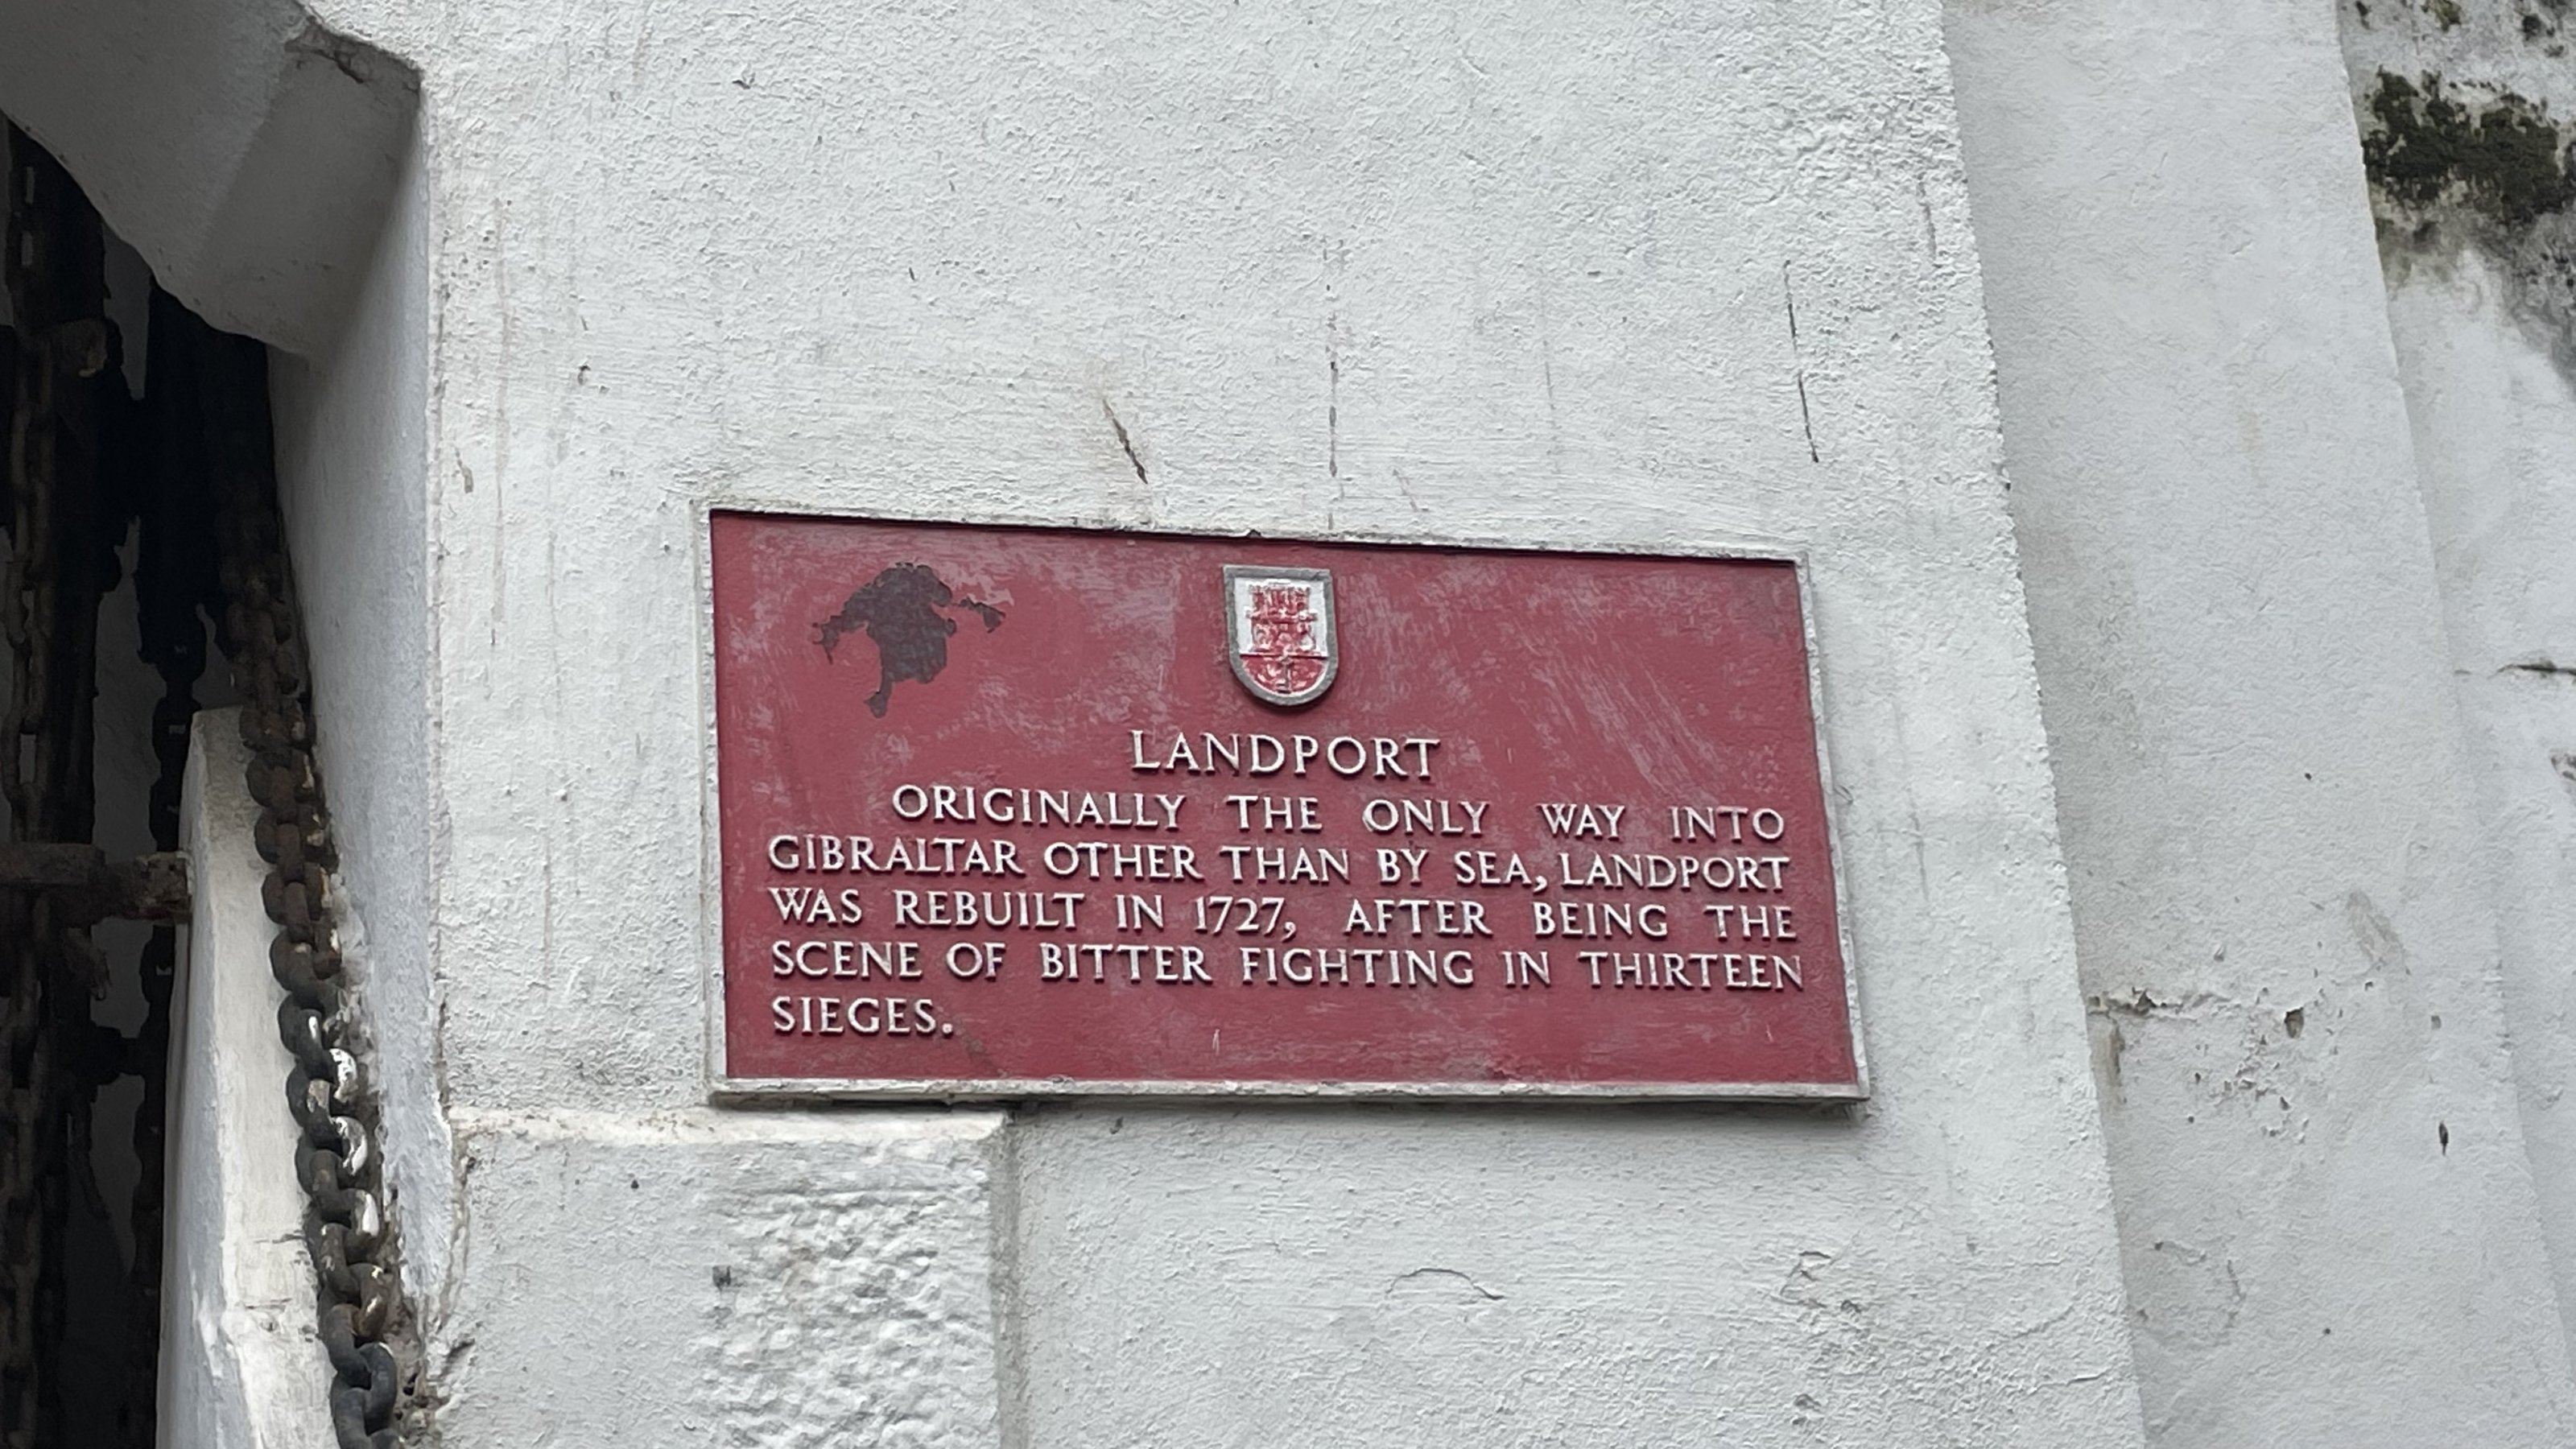 LANDPORT
ORIGINALLY THE ONLY WAY INTO
GIBRALTAR OTHER THAN BY SEA, LANDPORT
WAS REBUILT IN 1727, AFTER BEING THE
SCENE OF BITTER FIGHTING IN THIRTEEN
SIEGES.